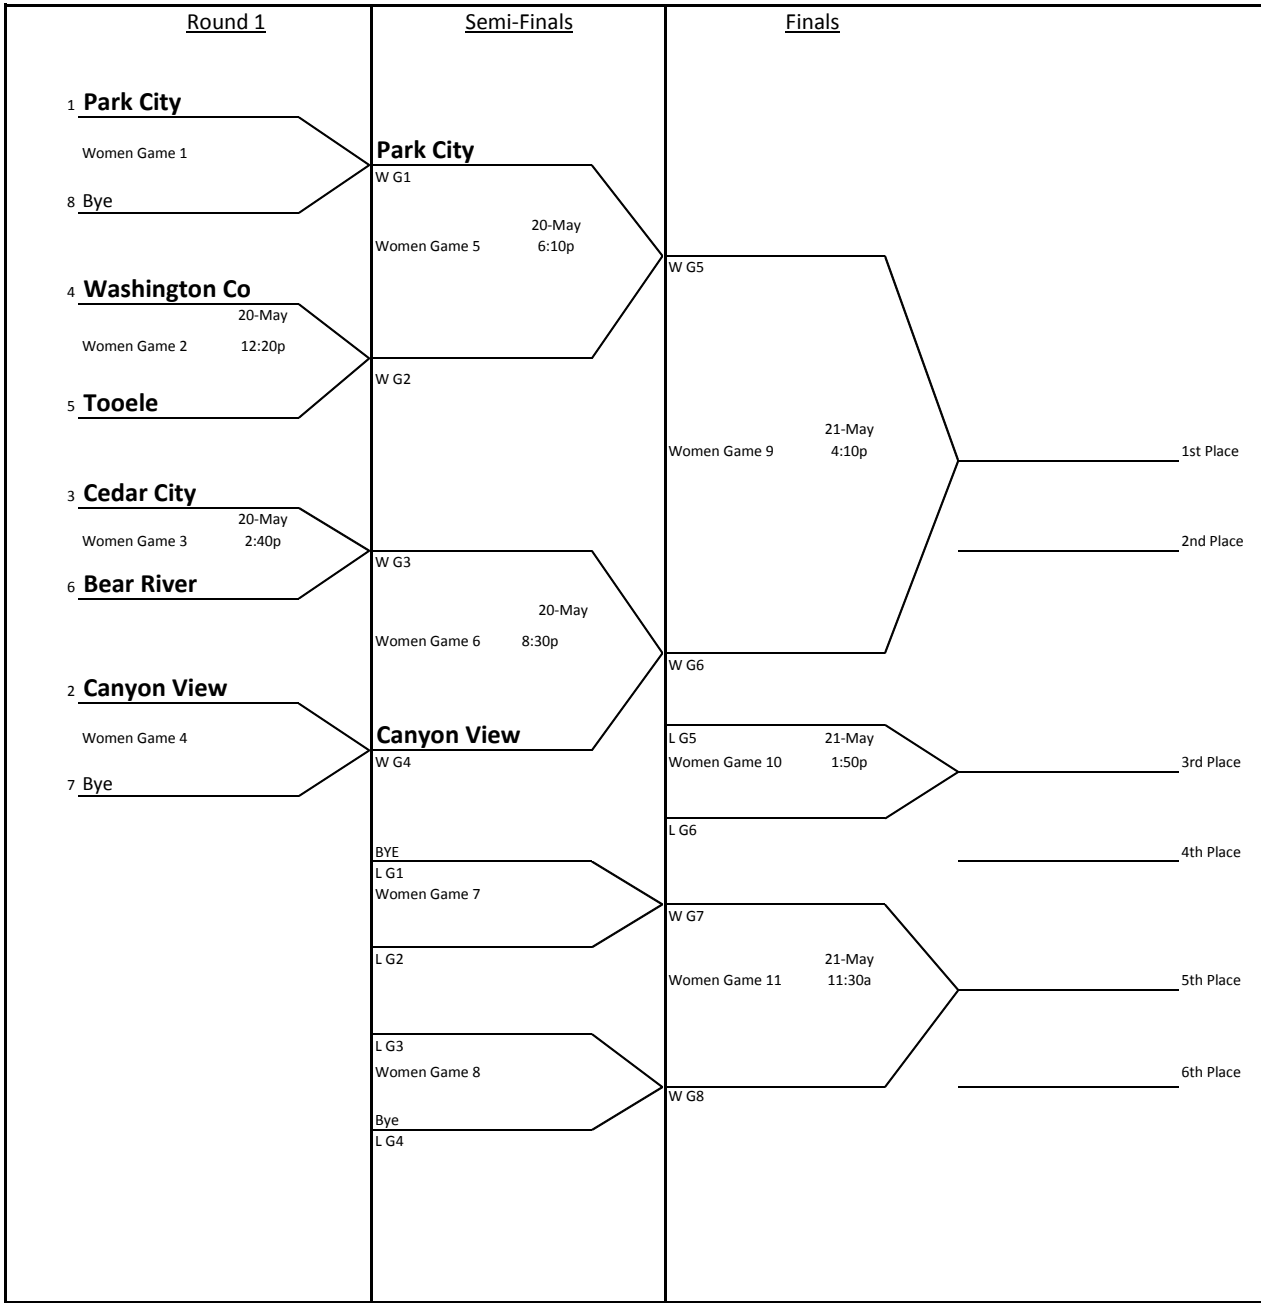 Round 1
Semi-Finals
Finals
1 Park City
Women Game 1
8 Bye
4 Washington Co
20-May
Women Game 2 12:20p
5 Tooele
3 Cedar City
20-May
Women Game 3 2:40p
6 Bear River
2 Canyon View
Women Game 4
7 Bye
Park City
W G1
20-May
Women Game 5 6:10p
W G2
W G3
20-May
Women Game 6 8:30p
Canyon View
W G4
BYE
L G1
Women Game 7
L G2
L G3
Women Game 8
Bye
L G4
W G5
21-May
Women Game 9 4:10p
W G6
L G5 21-May
Women Game 10 1:50p
L G6
W G7
21-May
Women Game 11 11:30a
W G8
1st Place
2nd Place
3rd Place
4th Place
5th Place
6th Place